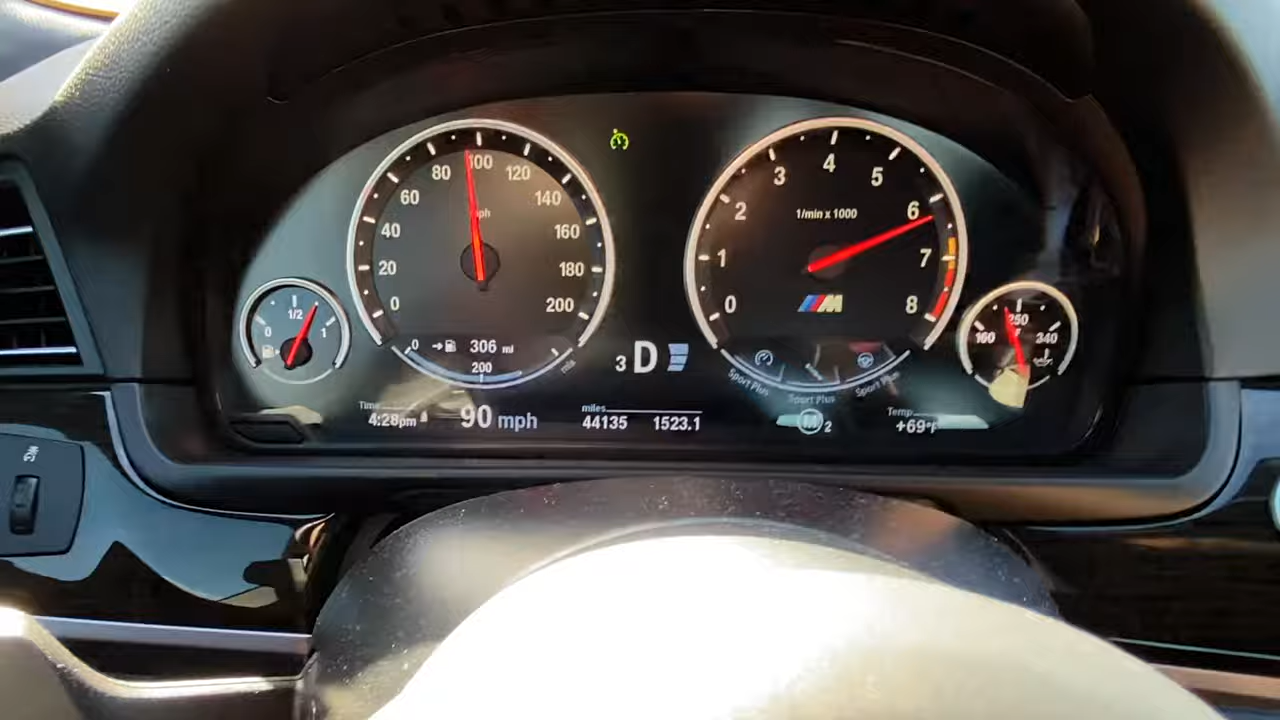 0 20 40 60 80 100 120 140 160 180 200
mph
0 1/2 1
0 306 mi
200
mls
3 D
0 1 2 3 4 5 6 7 8
1/min x 1000
M
Sport Plus Sport Plus Sport Plus
160 250 340
Time
4:28pm
90 mph
miles
44135 1523.1
M 2
Temp
+69°F